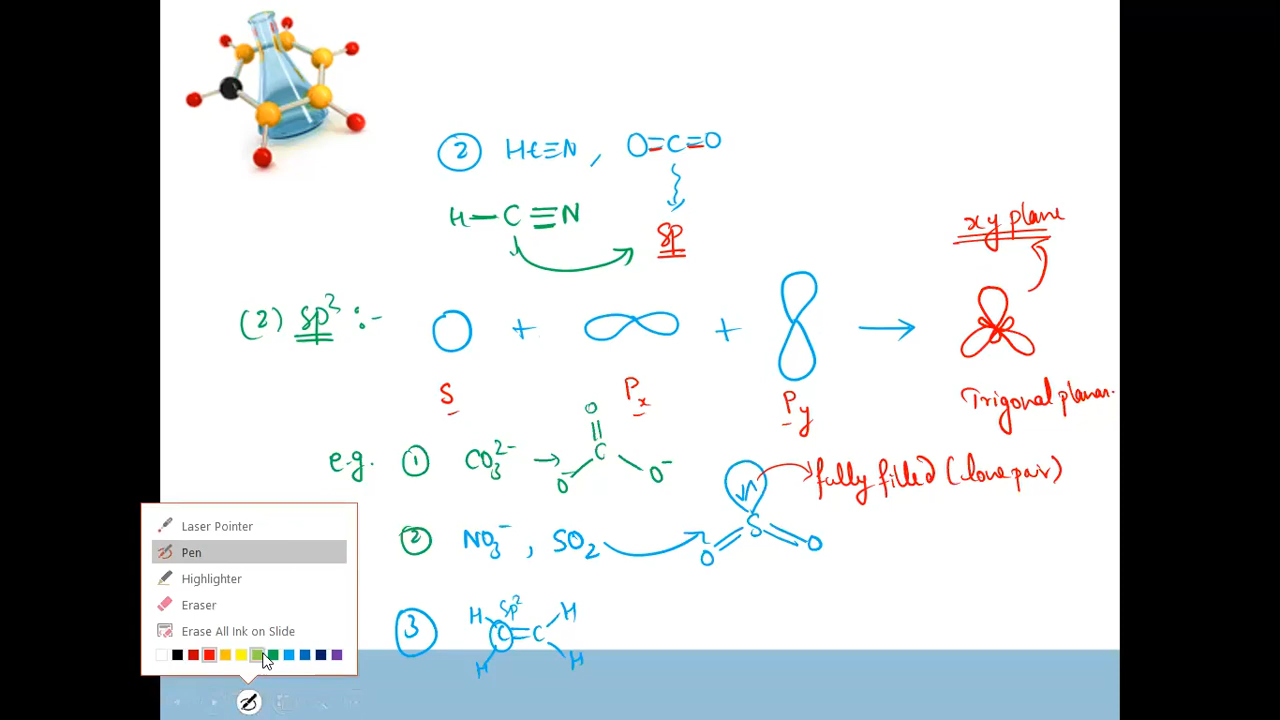 ② HC≡N , O=C=O
H—C≡N
sp
xy plane
(2) sp² :- + + →
S Px Py
Trigonal planar.
e.g. ① CO₃²⁻ → O=C O⁻ O⁻
fully filled (lone pair)
② NO₃⁻ , SO₂ S O O
③ H H sp² C=C H H
Laser Pointer
Pen
Highlighter
Eraser
Erase All Ink on Slide